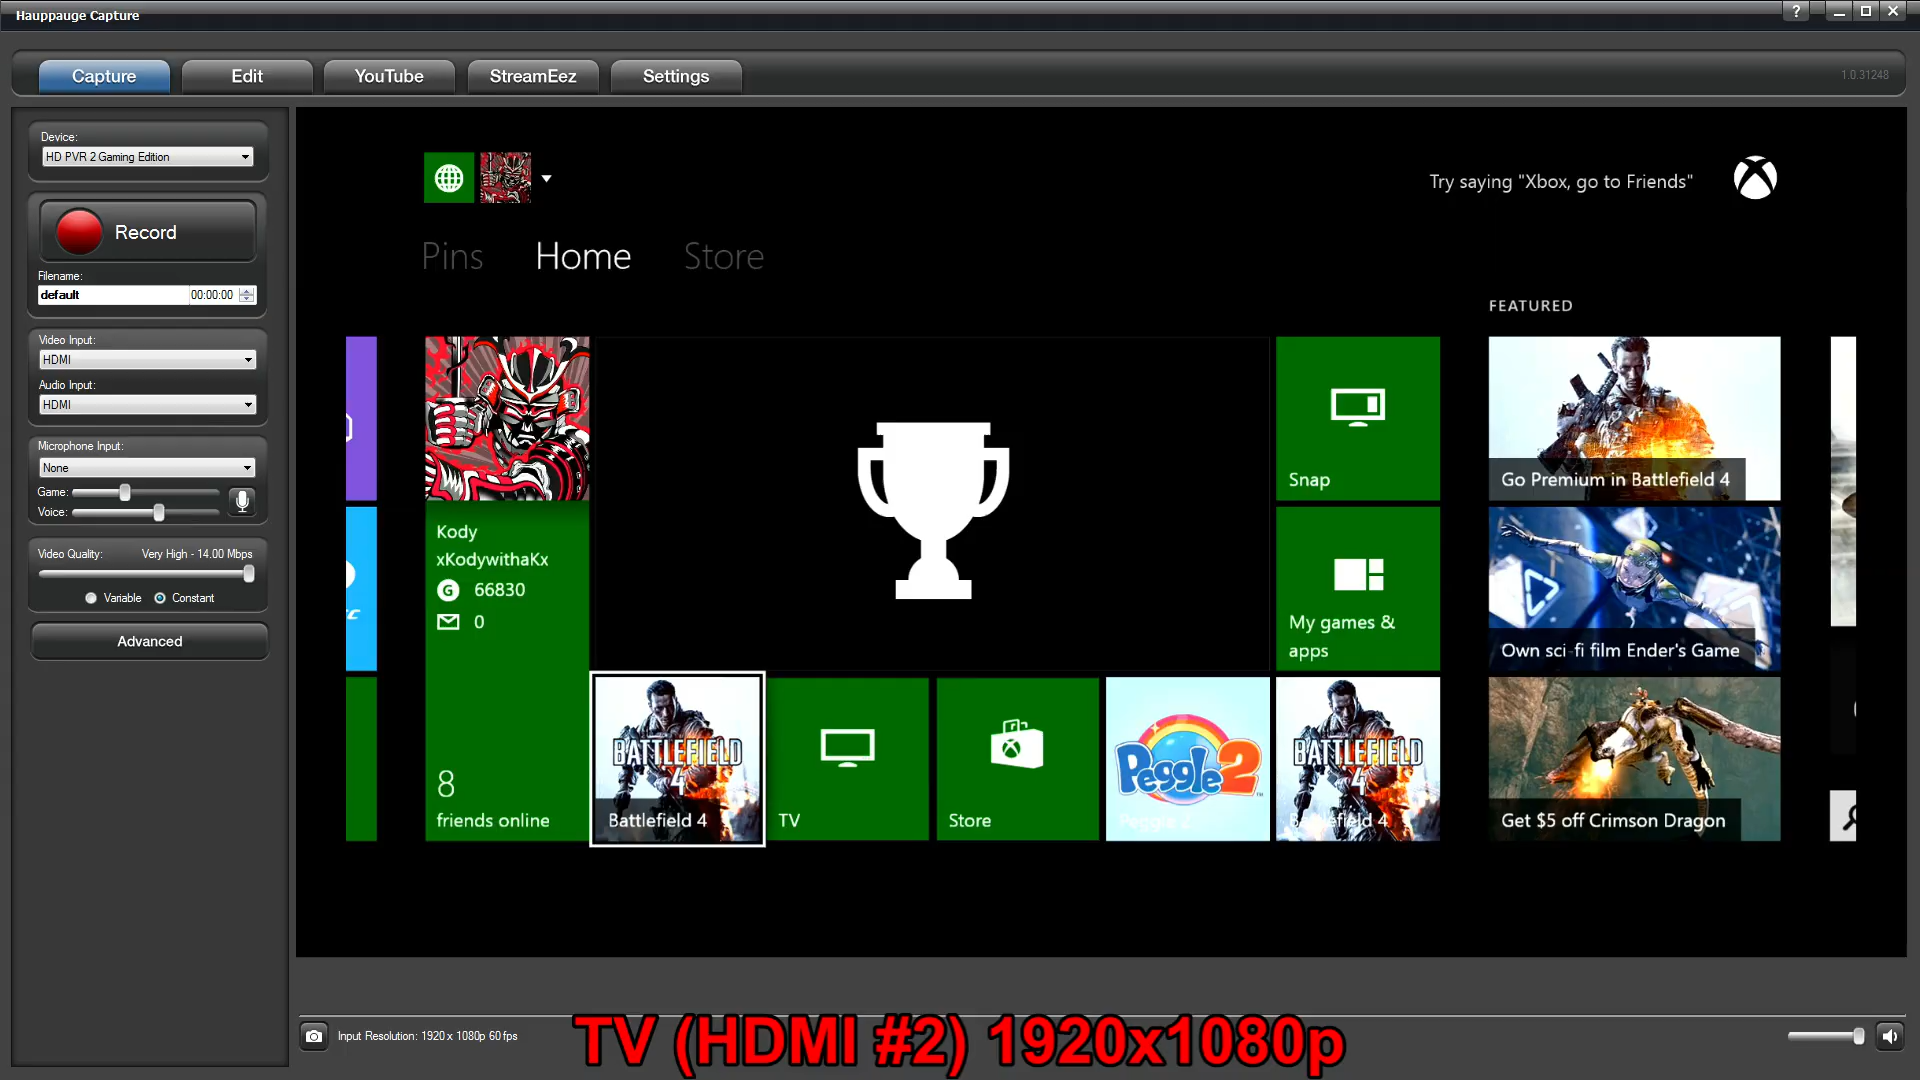 Hauppauge Capture
?
Capture
Edit
YouTube
StreamEez
Settings
1.0.31248
Device:
HD PVR 2 Gaming Edition
Record
Filename:
default
00:00:00
Video Input:
HDMI
Audio Input:
HDMI
Microphone Input:
None
Game:
Voice:
Video Quality:
Very High - 14.00 Mbps
Variable
Constant
Advanced
Try saying "Xbox, go to Friends"
Pins
Home
Store
FEATURED
Kody
xKodywithaKx
G 66830
0
8
friends online
Snap
My games &
apps
BATTLEFIELD
4
Battlefield 4
TV
Store
Peggle 2
Peggle 2
BATTLEFIELD
4
Battlefield 4
Go Premium in Battlefield 4
Own sci-fi film Ender's Game
Get $5 off Crimson Dragon
Input Resolution: 1920 x 1080p 60 fps
TV (HDMI #2) 1920x1080p